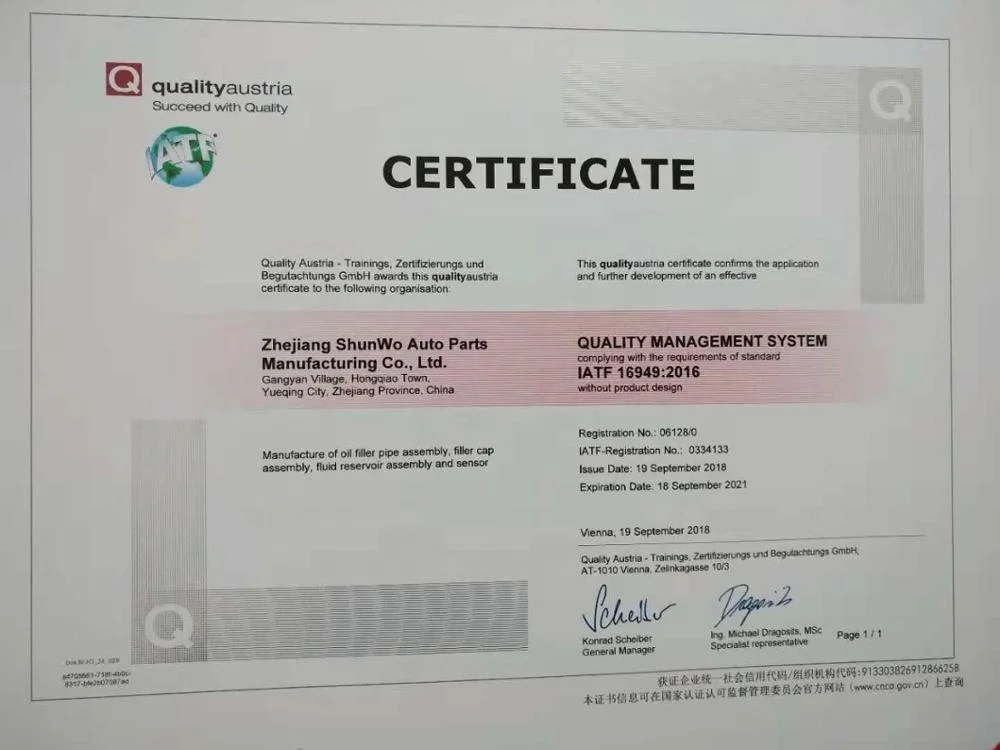 Q qualityaustria
Succeed with Quality
IATF
CERTIFICATE
Quality Austria - Trainings, Zertifizierungs und
Begutachtungs GmbH awards this qualityaustria
certificate to the following organisation:
This qualityaustria certificate confirms the application
and further development of an effective
Zhejiang ShunWo Auto Parts
Manufacturing Co., Ltd.
Gangyan Village, Hongqiao Town,
Yueqing City, Zhejiang Province, China
QUALITY MANAGEMENT SYSTEM
complying with the requirements of standard
IATF 16949:2016
without product design
Manufacture of oil filler pipe assembly, filler cap
assembly, fluid reservoir assembly and sensor
Registration No.: 06128/0
IATF-Registration No.: 0334133
Issue Date: 19 September 2018
Expiration Date: 18 September 2021
Vienna, 19 September 2018
Quality Austria - Trainings, Zertifizierungs und Begutachtungs GmbH,
AT-1010 Vienna, Zelinkagasse 10/3
Konrad Scheiber
General Manager
Ing. Michael Dragosits, MSc
Specialist representative
Page 1 / 1
获证企业统一社会信用代码/组织机构代码:91330382691286625B
本证书信息可在国家认证认可监督管理委员会官方网站（www.cnca.gov.cn）上查询